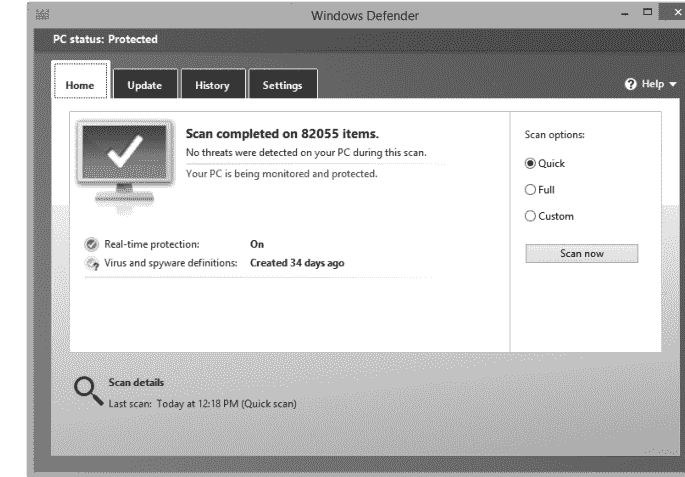 Windows Defender
PC status: Protected
Home
Update
History
Settings
Help
Scan completed on 82055 items.
No threats were detected on your PC during this scan.
Your PC is being monitored and protected.
Real-time protection: On
Virus and spyware definitions: Created 34 days ago
Scan options:
Quick
Full
Custom
Scan now
Scan details
Last scan: Today at 12:18 PM (Quick scan)